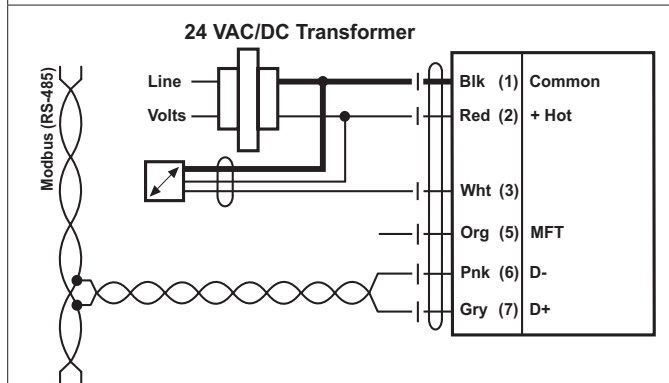 24 VAC/DC Transformer
Line
Volts
Modbus (RS-485)
Blk (1) Common
Red (2) + Hot
Wht (3)
Org (5) MFT
Pnk (6) D-
Gry (7) D+